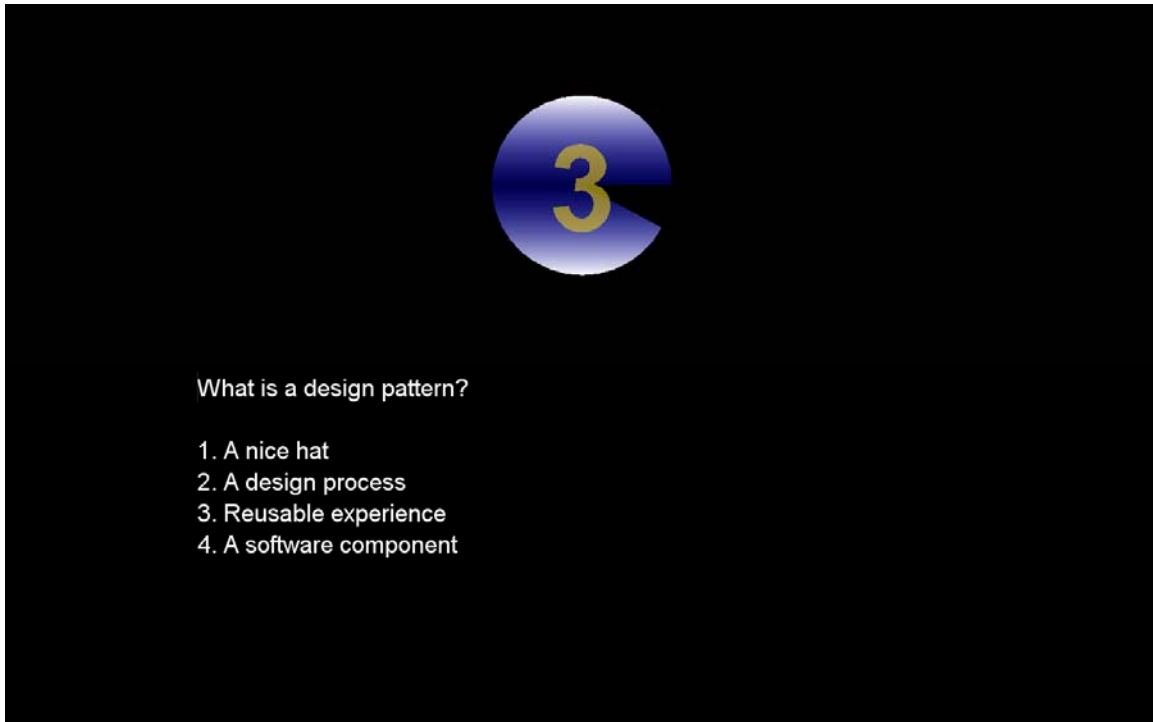 3
What is a design pattern?
1. A nice hat
2. A design process
3. Reusable experience
4. A software component